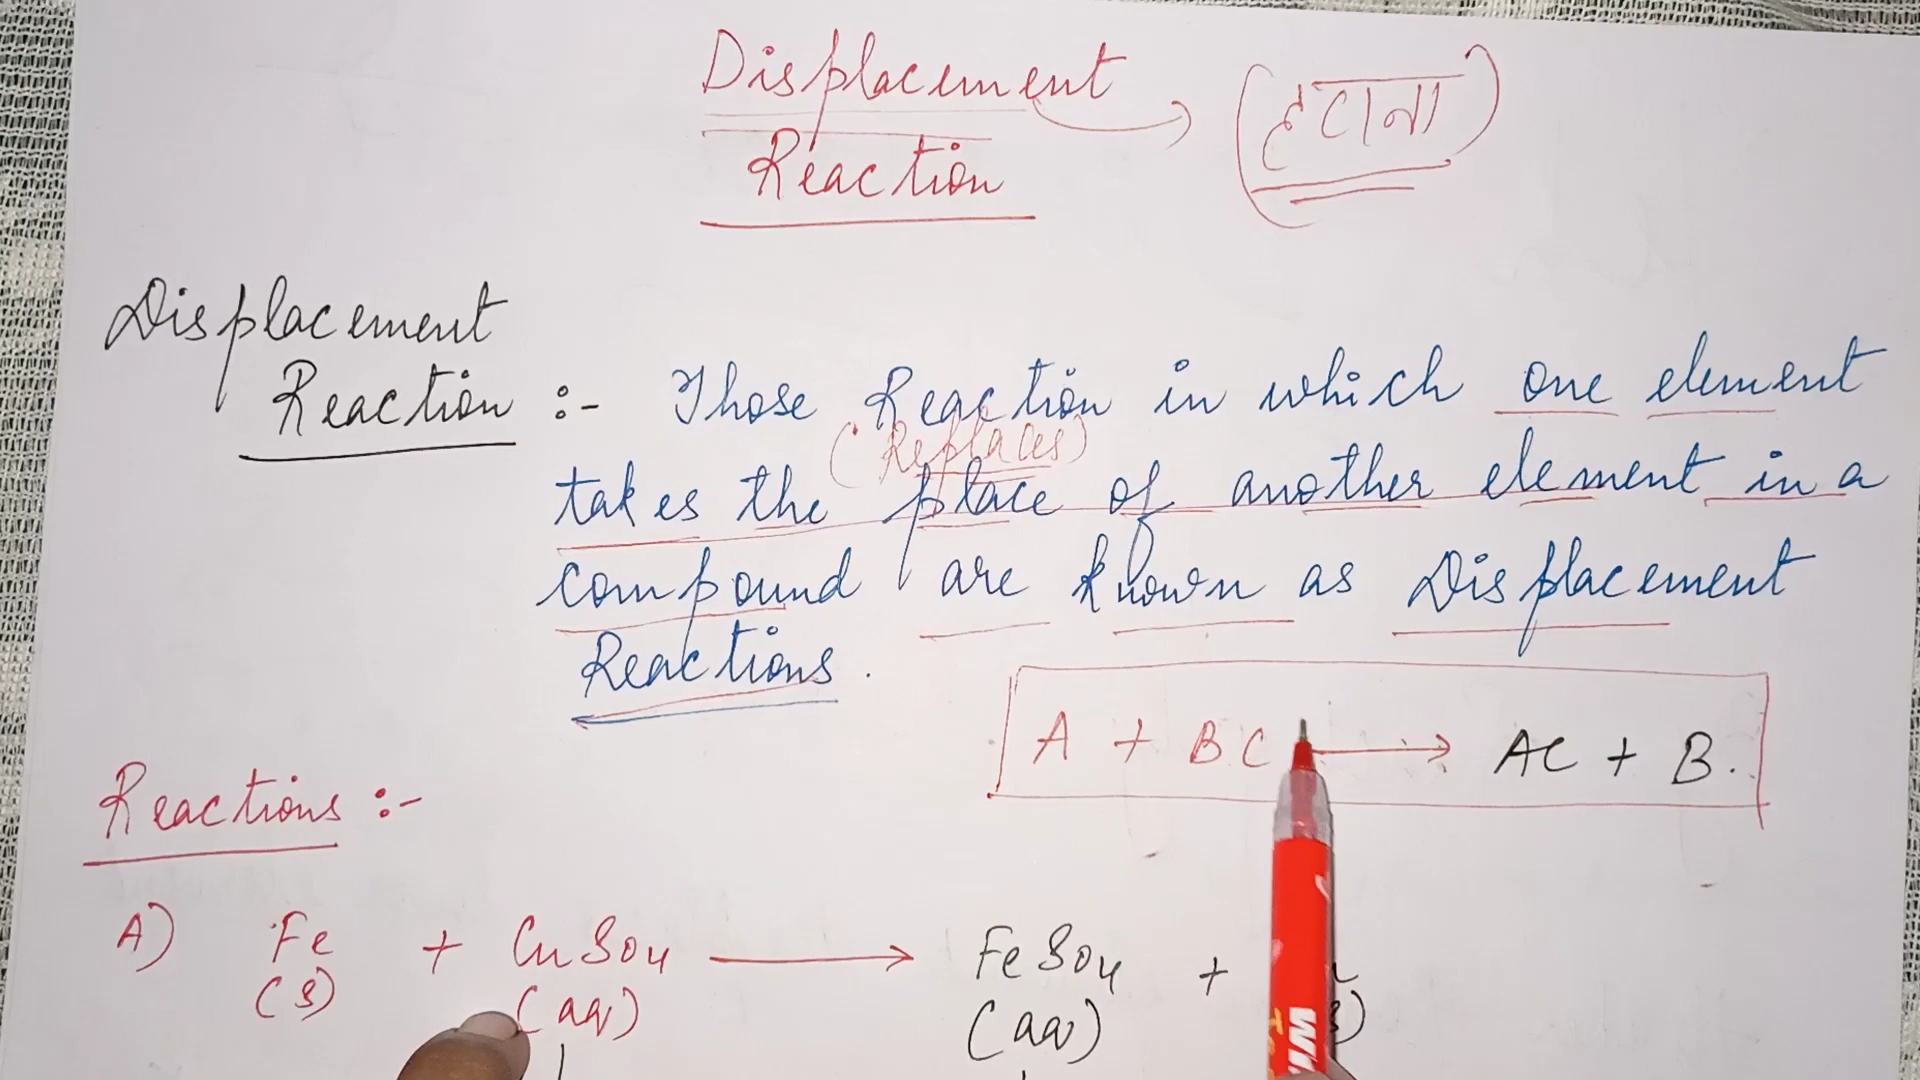 Displacement
Reaction
(हटाना)
Displacement
Reaction :- Those Reaction in which one element
(Replaces)
takes the place of another element in a
compound are known as Displacement
Reactions.
A + BC → AC + B.
Reactions :-
A) Fe + CuSO4 → FeSO4 +
(s) (aq) (aq)